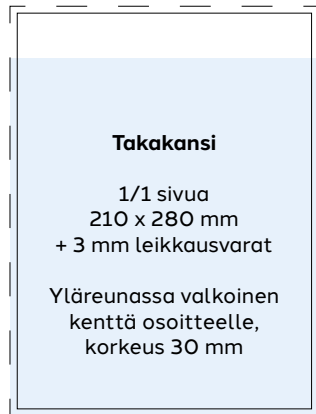 Takakansi
1/1 sivua
210 x 280 mm
+ 3 mm leikkausvarat
Yläreunassa valkoinen
kenttä osoitteelle,
korkeus 30 mm